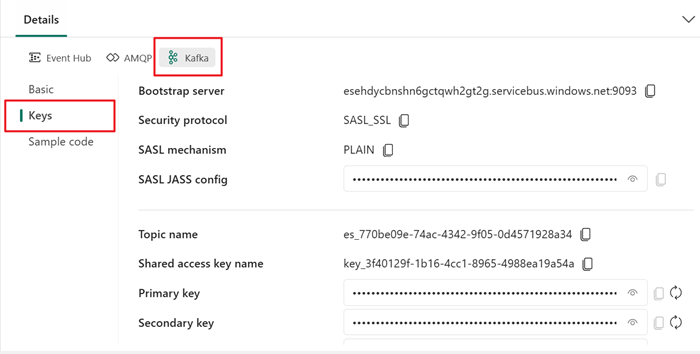 Details
Event Hub AMQP Kafka
Basic
Keys
Sample code
Bootstrap server esehdycbnshn6gctqwh2gt2g.servicebus.windows.net:9093
Security protocol SASL_SSL
SASL mechanism PLAIN
SASL JASS config
Topic name es_770be09e-74ac-4342-9f05-0d4571928a34
Shared access key name key_3f40129f-1b16-4cc1-8965-4988ea19a54a
Primary key
Secondary key